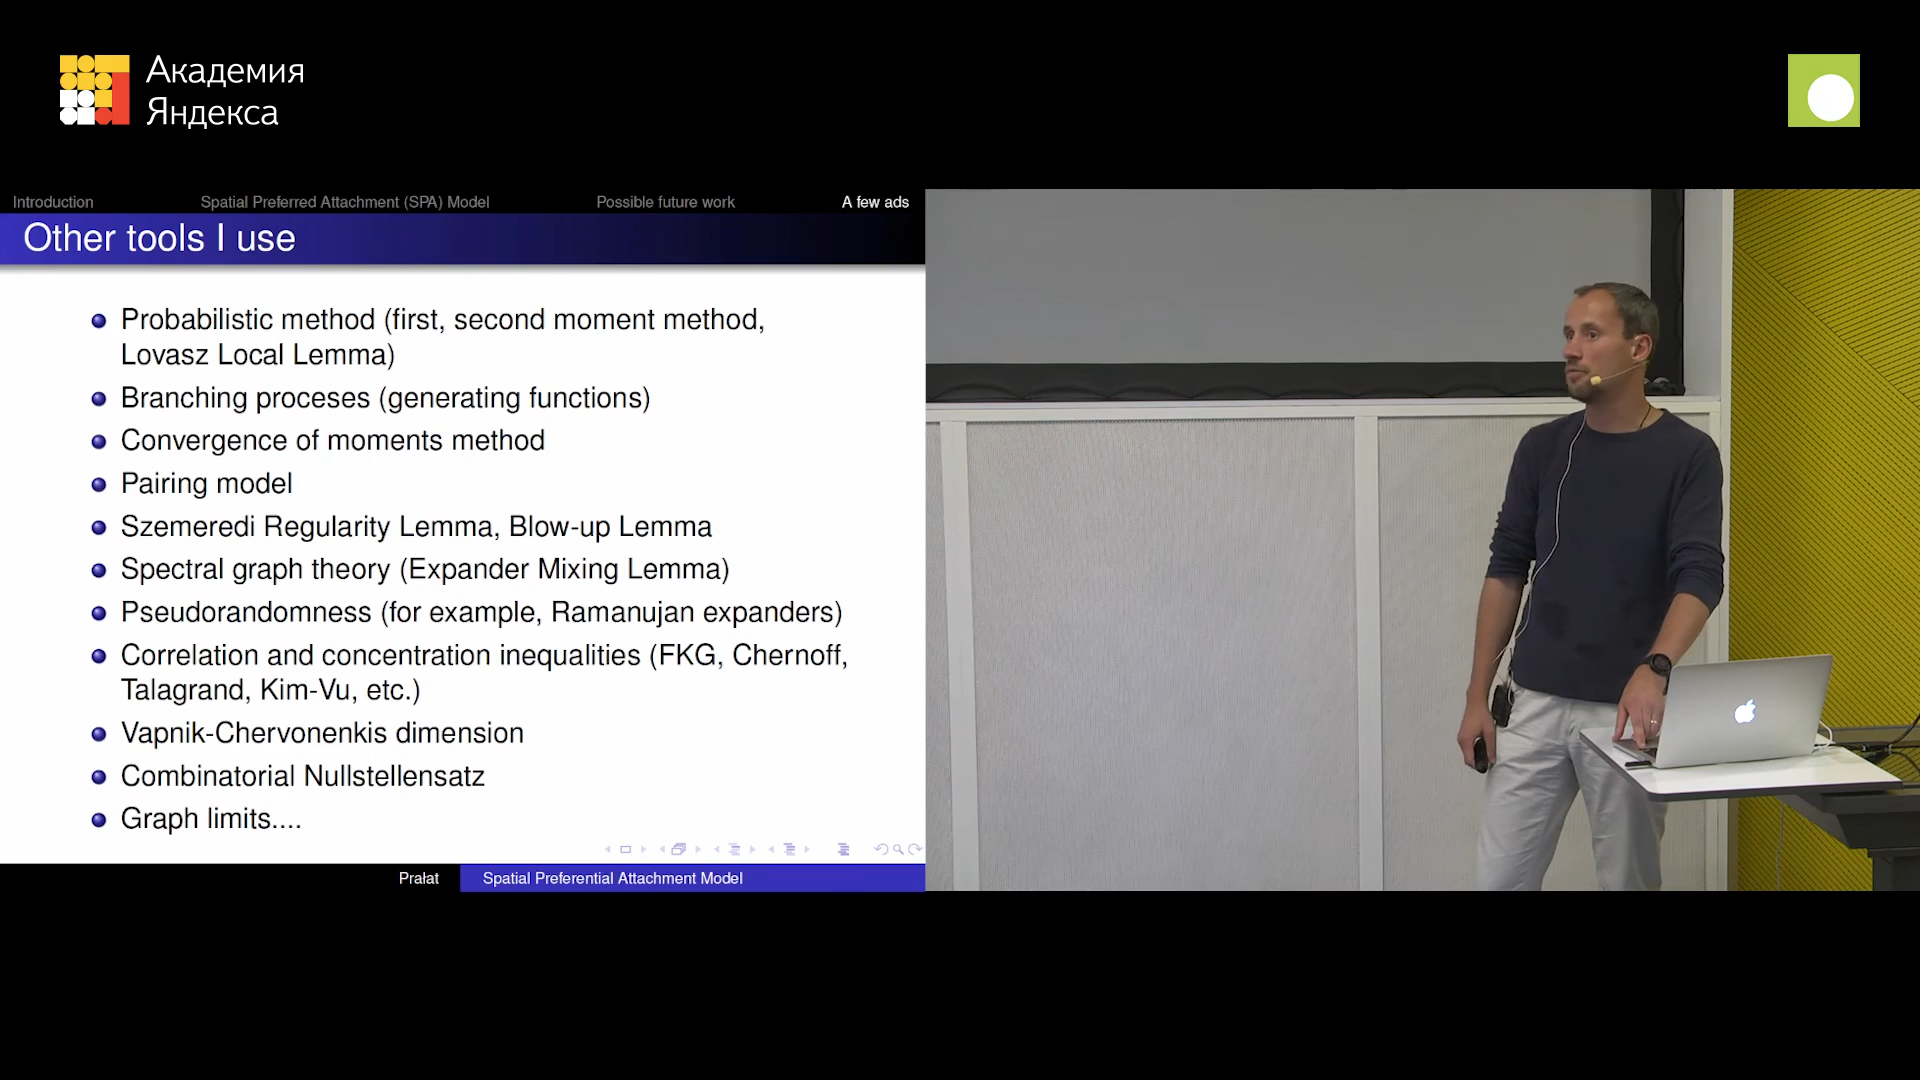 Академия
Яндекса
Introduction Spatial Preferred Attachment (SPA) Model Possible future work A few ads
Other tools I use
Probabilistic method (first, second moment method,
Lovasz Local Lemma)
Branching proceses (generating functions)
Convergence of moments method
Pairing model
Szemeredi Regularity Lemma, Blow-up Lemma
Spectral graph theory (Expander Mixing Lemma)
Pseudorandomness (for example, Ramanujan expanders)
Correlation and concentration inequalities (FKG, Chernoff,
Talagrand, Kim-Vu, etc.)
Vapnik-Chervonenkis dimension
Combinatorial Nullstellensatz
Graph limits....
Prałat Spatial Preferential Attachment Model